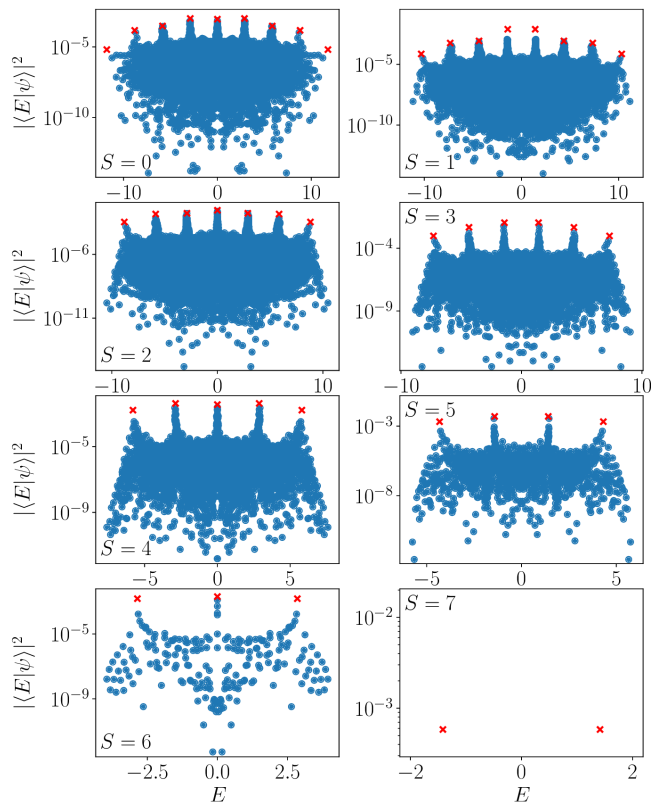 |⟨E|ψ⟩|²
10⁻⁵
10⁻¹⁰
S = 0
−10 0 10
10⁻⁵
10⁻¹⁰
S = 1
−10 0 10
|⟨E|ψ⟩|²
10⁻⁶
10⁻¹¹
S = 2
−10 0 10
10⁻⁴
10⁻⁹
S = 3
−10 0 10
|⟨E|ψ⟩|²
10⁻⁵
10⁻⁹
S = 4
−5 0 5
10⁻³
10⁻⁸
S = 5
−5 0 5
|⟨E|ψ⟩|²
10⁻⁵
10⁻⁹
S = 6
−2.5 0.0 2.5
E
10⁻²
10⁻³
S = 7
−2 0 2
E